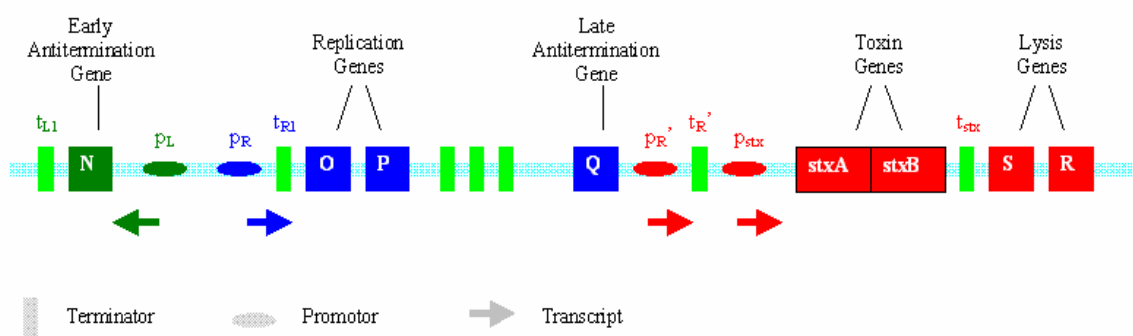 Early
Antitermination
Gene
Replication
Genes
Late
Antitermination
Gene
Toxin
Genes
Lysis
Genes
tL1 pL pR tR1 pR' tR' pstx tstx
N O P Q stxA stxB S R
Terminator Promotor Transcript